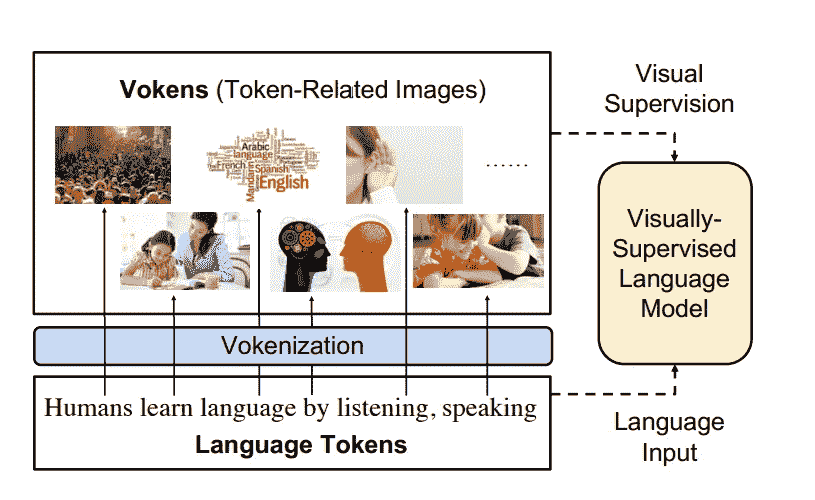 Vokens (Token-Related Images)
Visual
Supervision
Arabic
language
French
Spanish
Mandarin
English
......
Visually-
Supervised
Language
Model
Vokenization
Humans learn language by listening, speaking
Language Tokens
Language
Input